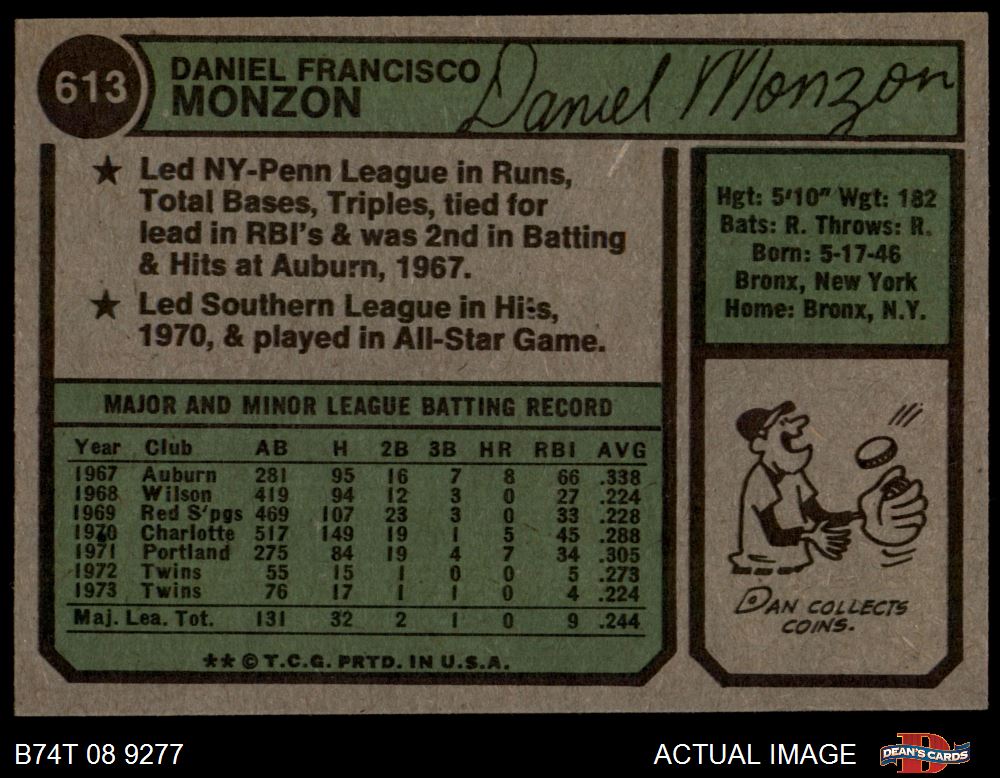 613
DANIEL FRANCISCO
MONZON
Daniel Monzon
★ Led NY-Penn League in Runs,
Total Bases, Triples, tied for
lead in RBI's & was 2nd in Batting
& Hits at Auburn, 1967.
★ Led Southern League in Hits,
1970, & played in All-Star Game.
Hgt: 5'10" Wgt: 182
Bats: R. Throws: R.
Born: 5-17-46
Bronx, New York
Home: Bronx, N.Y.
MAJOR AND MINOR LEAGUE BATTING RECORD
Year Club AB H 2B 3B HR RBI AVG
1967 Auburn 281 95 16 7 8 66 .338
1968 Wilson 419 94 12 3 0 27 .224
1969 Red S'pgs 469 107 23 3 0 33 .228
1970 Charlotte 517 149 19 1 5 45 .288
1971 Portland 275 84 19 4 7 34 .305
1972 Twins 55 15 1 0 0 5 .273
1973 Twins 76 17 1 1 0 4 .224
Maj. Lea. Tot. 131 32 2 1 0 9 .244
** © T.C.G. PRTD. IN U.S.A.
DAN COLLECTS
COINS.
B74T 08 9277
ACTUAL IMAGE
D
DEAN'S CARDS